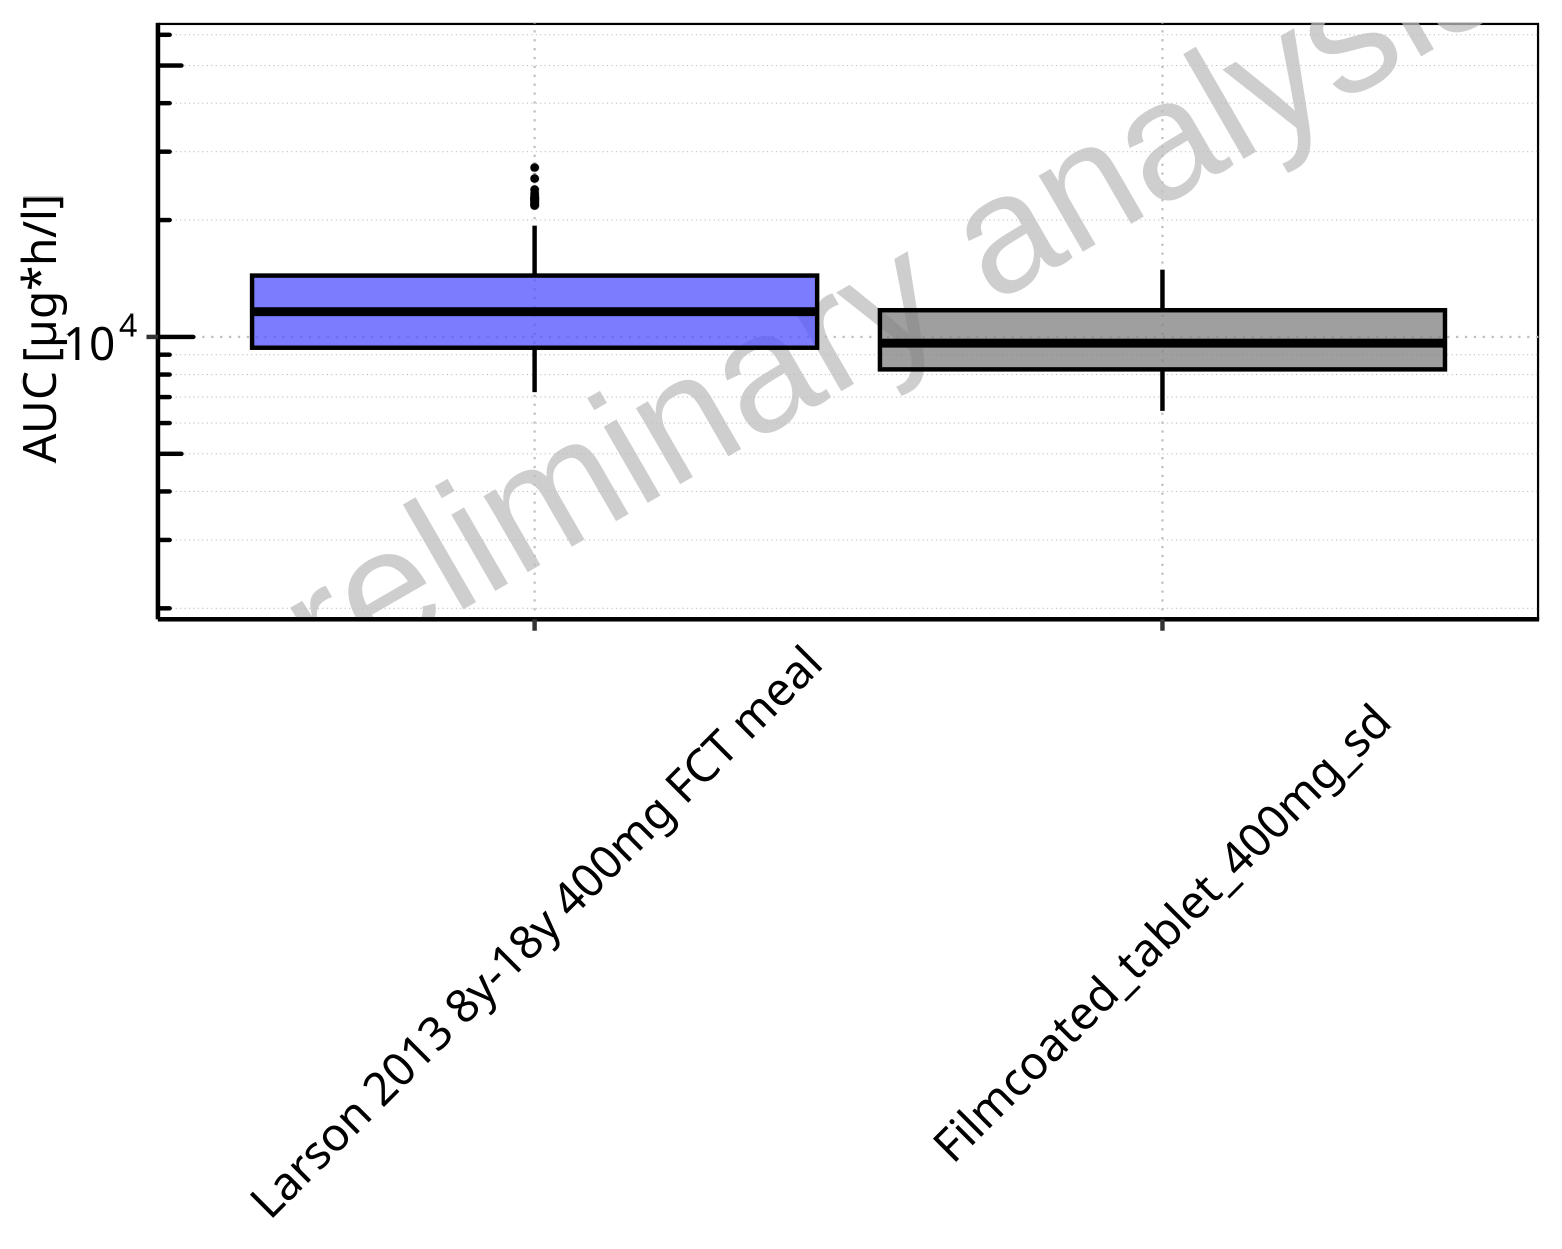 reliminary analysis
AUC [µg*h/l]
10⁴
Larson 2013 8y-18y 400mg FCT meal
Filmcoated_tablet_400mg_sd